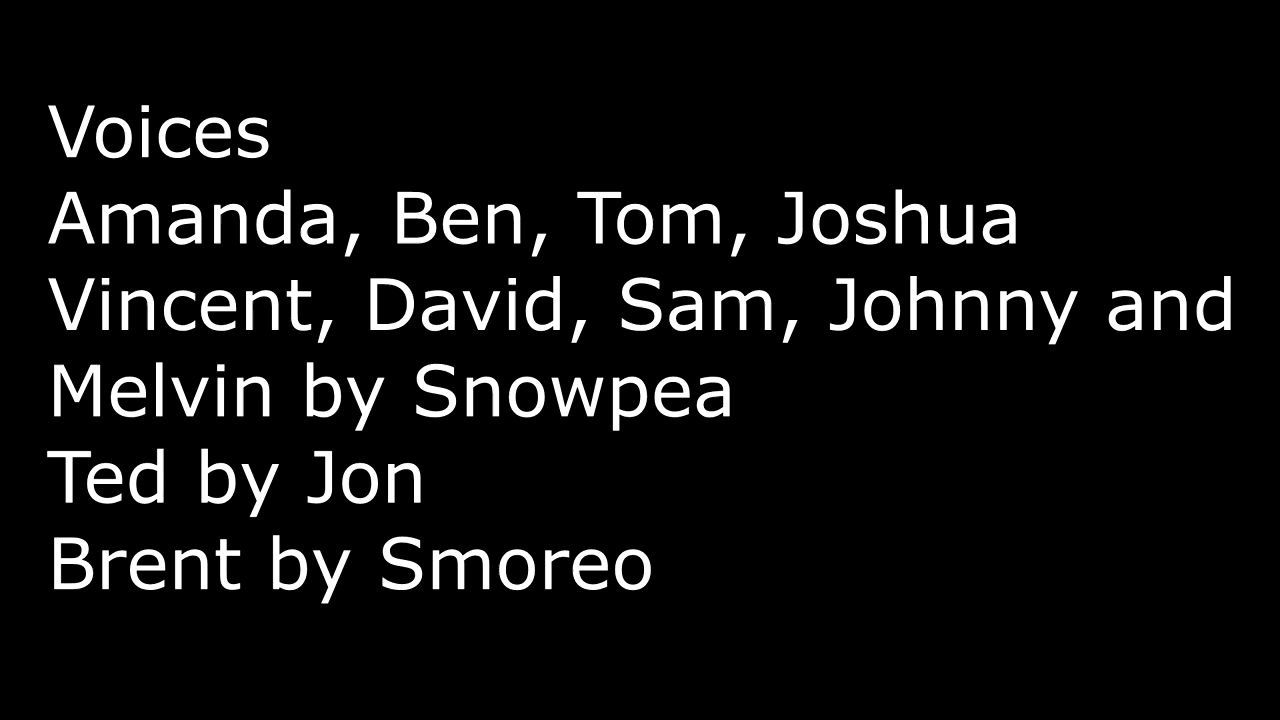 Voices
Amanda, Ben, Tom, Joshua
Vincent, David, Sam, Johnny and
Melvin by Snowpea
Ted by Jon
Brent by Smoreo